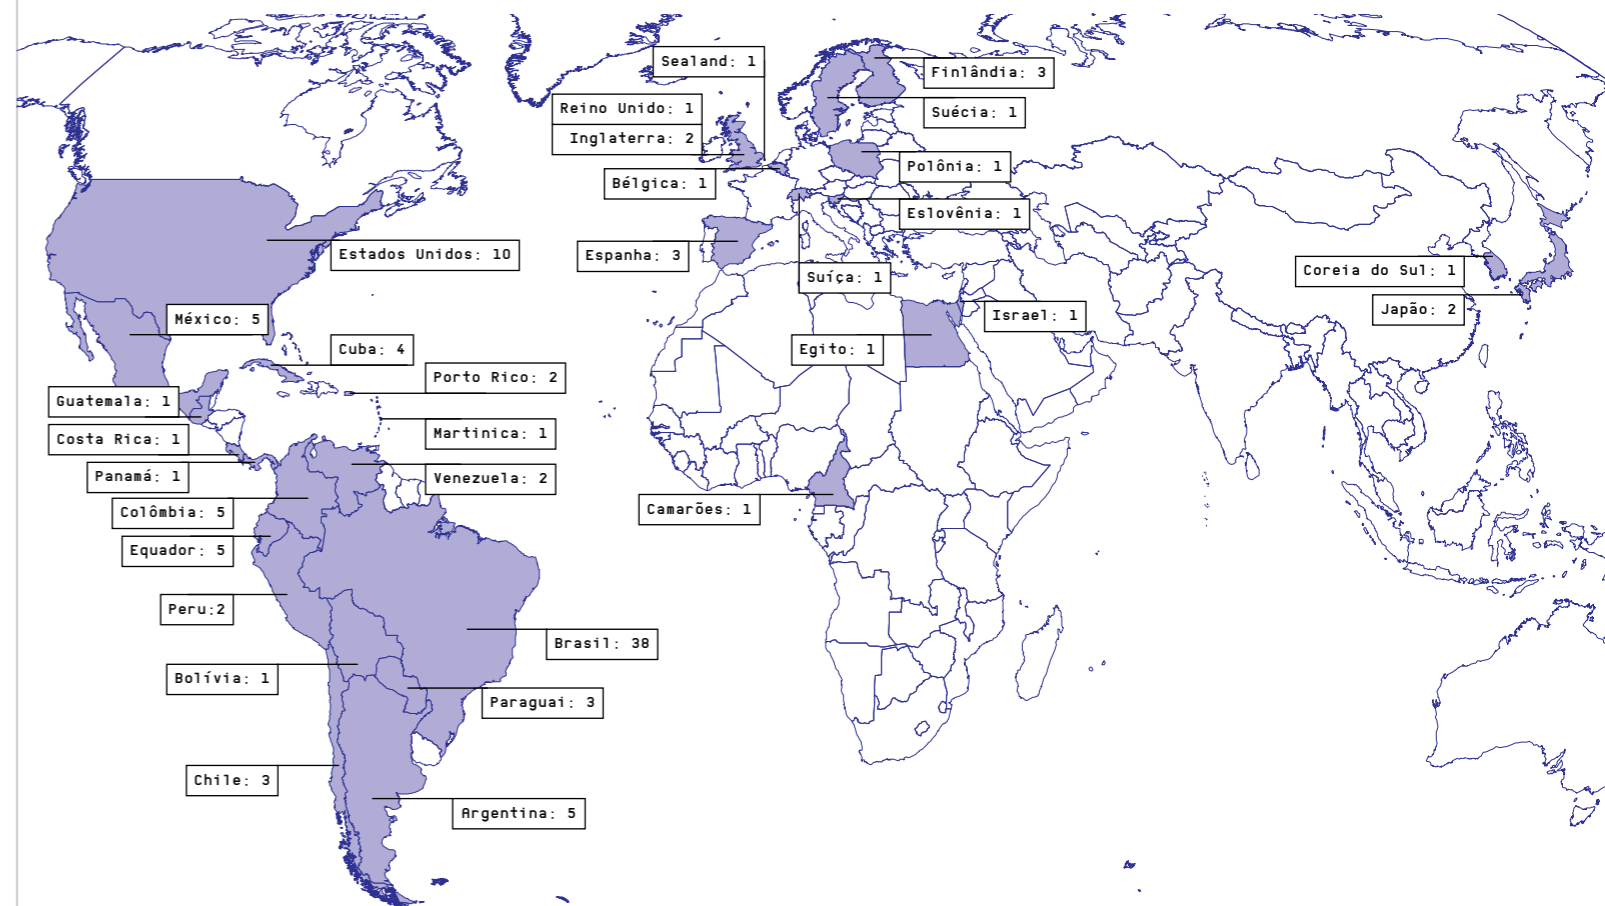 Sealand: 1
Finlândia: 3
Reino Unido: 1
Suécia: 1
Inglaterra: 2
Polônia: 1
Bélgica: 1
Eslovênia: 1
Espanha: 3
Estados Unidos: 10
Suíça: 1
Coreia do Sul: 1
Japão: 2
México: 5
Israel: 1
Cuba: 4
Egito: 1
Porto Rico: 2
Guatemala: 1
Martinica: 1
Costa Rica: 1
Panamá: 1
Venezuela: 2
Colômbia: 5
Camarões: 1
Equador: 5
Peru:2
Brasil: 38
Bolívia: 1
Paraguai: 3
Chile: 3
Argentina: 5